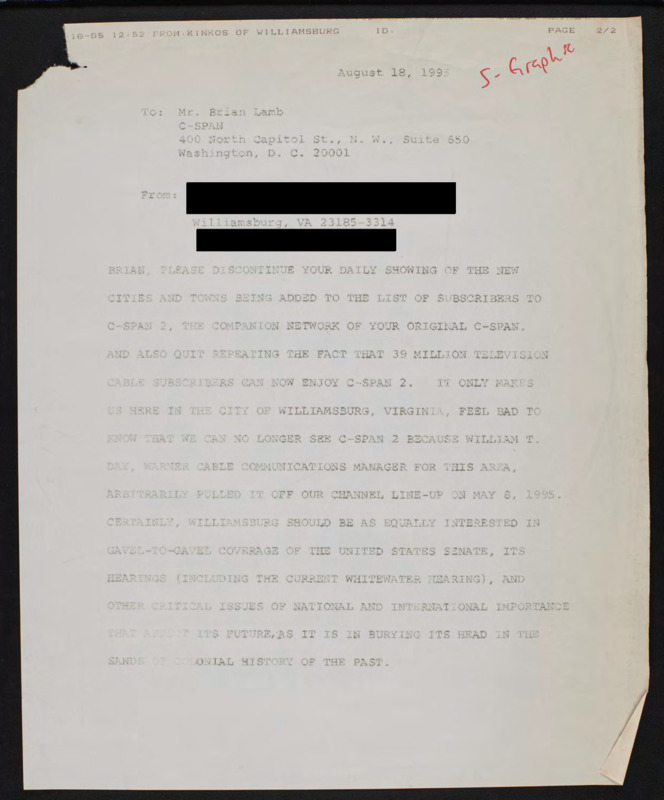 18-85 12:52 FROM KINKOS OF WILLIAMSBURG ID: PAGE 2/2
August 18, 1995
5- Graphic
To: Mr. Brian Lamb
C-SPAN
400 North Capitol St., N. W., Suite 650
Washington, D. C. 20001
From:
Williamsburg, VA 23185-3314
BRIAN, PLEASE DISCONTINUE YOUR DAILY SHOWING OF THE NEW
CITIES AND TOWNS BEING ADDED TO THE LIST OF SUBSCRIBERS TO
C-SPAN 2, THE COMPANION NETWORK OF YOUR ORIGINAL C-SPAN.
AND ALSO QUIT REPEATING THE FACT THAT 39 MILLION TELEVISION
CABLE SUBSCRIBERS CAN NOW ENJOY C-SPAN 2. IT ONLY MAKES
US HERE IN THE CITY OF WILLIAMSBURG, VIRGINIA, FEEL BAD TO
KNOW THAT WE CAN NO LONGER SEE C-SPAN 2 BECAUSE WILLIAM T.
DAY, WARNER CABLE COMMUNICATIONS MANAGER FOR THIS AREA,
ARBITRARILY PULLED IT OFF OUR CHANNEL LINE-UP ON MAY 8, 1995.
CERTAINLY, WILLIAMSBURG SHOULD BE AS EQUALLY INTERESTED IN
GAVEL-TO-GAVEL COVERAGE OF THE UNITED STATES SENATE, ITS
HEARINGS (INCLUDING THE CURRENT WHITEWATER HEARING), AND
OTHER CRITICAL ISSUES OF NATIONAL AND INTERNATIONAL IMPORTANCE
THAT AFFECT ITS FUTURE, AS IT IS IN BURYING ITS HEAD IN THE
SANDS OF COLONIAL HISTORY OF THE PAST.